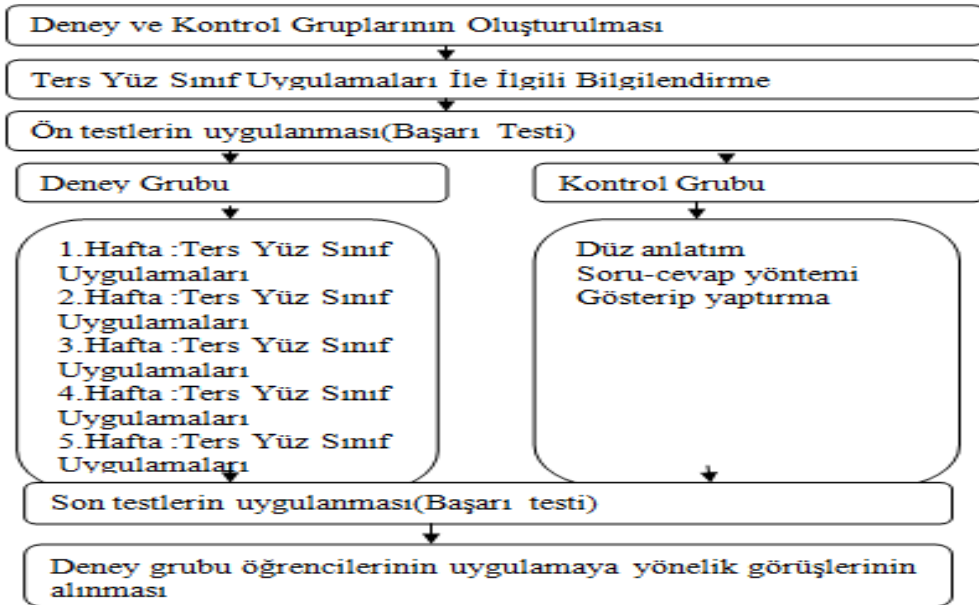 Deney ve Kontrol Gruplarının Oluşturulması
Ters Yüz Sınıf Uygulamaları İle İlgili Bilgilendirme
Ön testlerin uygulanması(Başarı Testi)
Deney Grubu
Kontrol Grubu
1.Hafta :Ters Yüz Sınıf
Uygulamaları
2.Hafta :Ters Yüz Sınıf
Uygulamaları
3.Hafta :Ters Yüz Sınıf
Uygulamaları
4.Hafta :Ters Yüz Sınıf
Uygulamaları
5.Hafta :Ters Yüz Sınıf
Uygulamaları
Düz anlatım
Soru-cevap yöntemi
Gösterip yaptırma
Son testlerin uygulanması(Başarı testi)
Deney grubu öğrencilerinin uygulamaya yönelik görüşlerinin
alınması